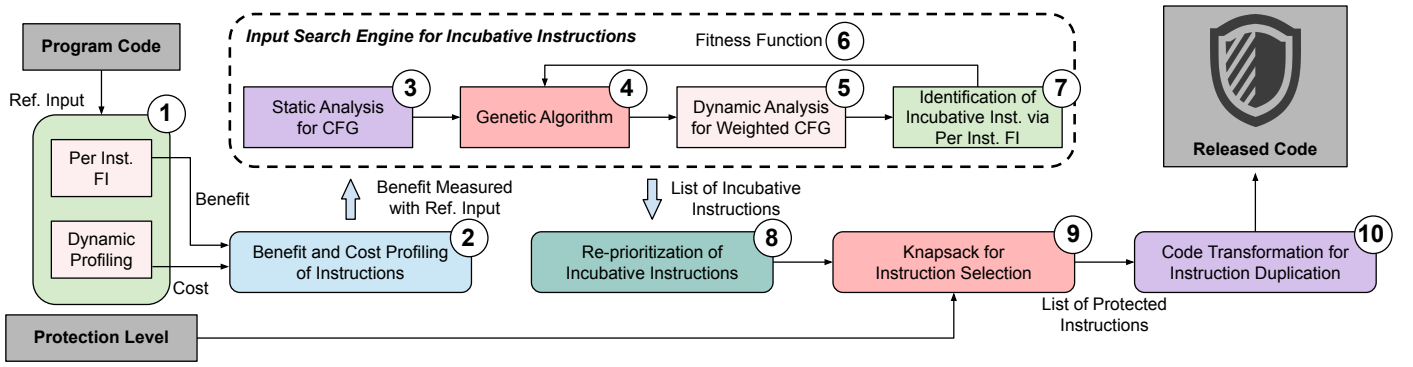 Program Code
Ref. Input
1
Per Inst.
FI
Benefit
Dynamic
Profiling
Cost
Protection Level
Input Search Engine for Incubative Instructions
Fitness Function
6
3
Static Analysis
for CFG
4
Genetic Algorithm
5
Dynamic Analysis
for Weighted CFG
7
Identification of
Incubative Inst. via
Per Inst. FI
Benefit Measured
with Ref. Input
List of Incubative
Instructions
2
Benefit and Cost Profiling
of Instructions
8
Re-prioritization of
Incubative Instructions
9
Knapsack for
Instruction Selection
List of Protected
Instructions
10
Code Transformation for
Instruction Duplication
Released Code